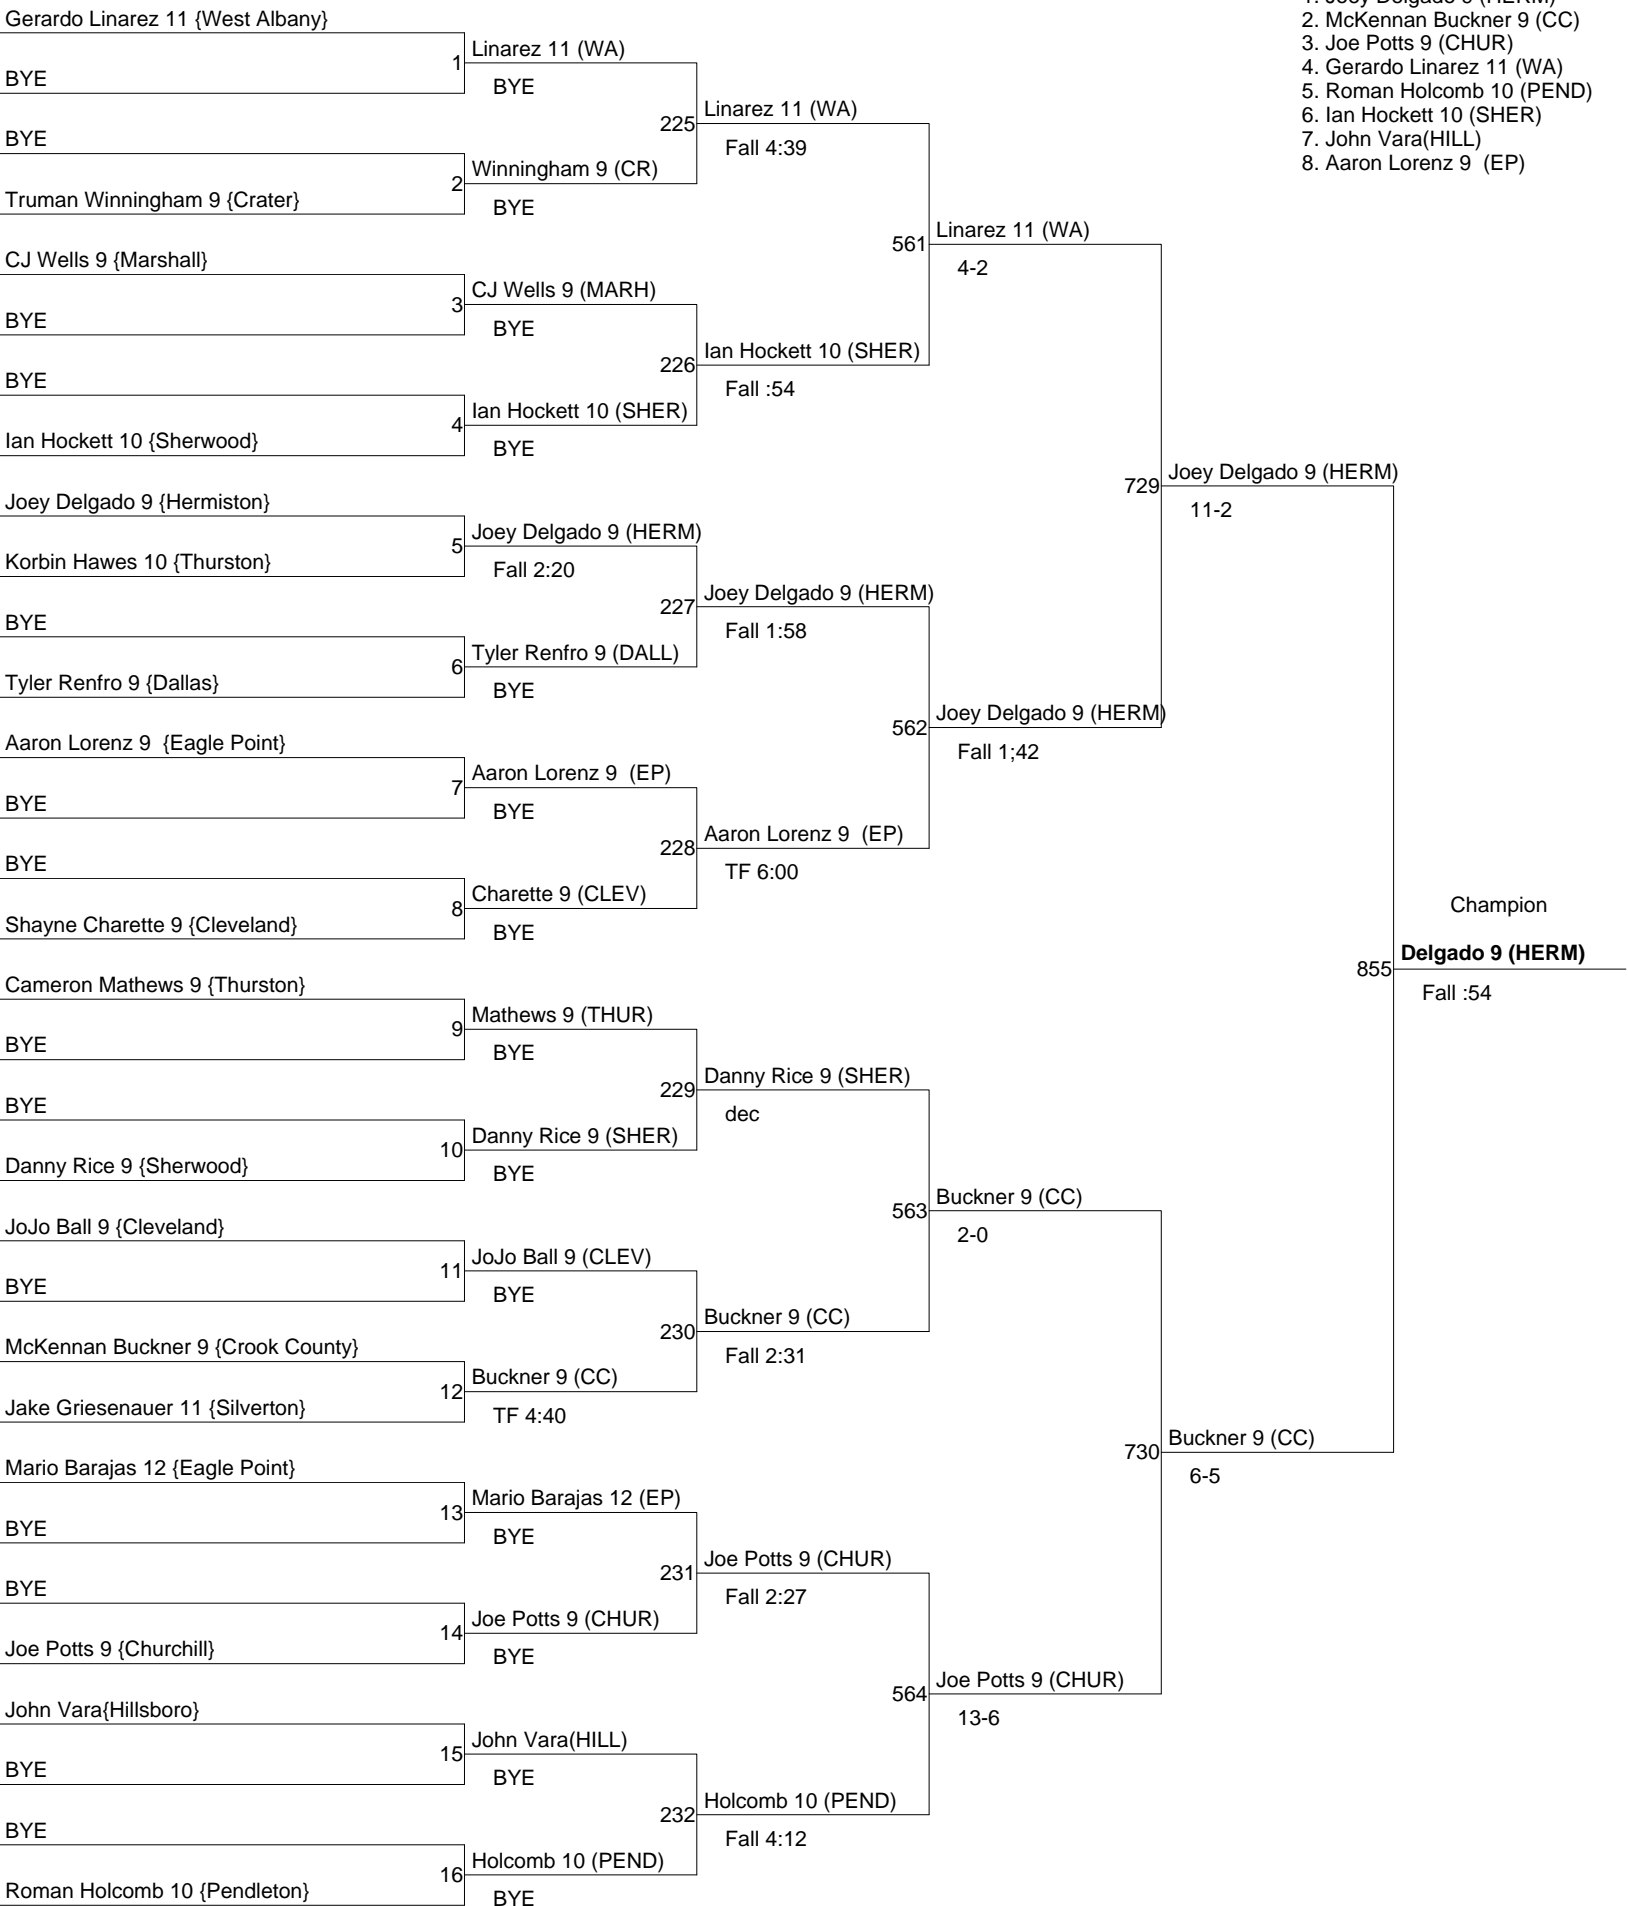 1. Joey Delgado 9 (HERM)
2. McKennan Buckner 9 (CC)
3. Joe Potts 9 (CHUR)
4. Gerardo Linarez 11 (WA)
5. Roman Holcomb 10 (PEND)
6. Ian Hockett 10 (SHER)
7. John Vara(HILL)
8. Aaron Lorenz 9  (EP)
Gerardo Linarez 11 {West Albany}
BYE
BYE
Truman Winningham 9 {Crater}
CJ Wells 9 {Marshall}
BYE
BYE
Ian Hockett 10 {Sherwood}
Joey Delgado 9 {Hermiston}
Korbin Hawes 10 {Thurston}
BYE
Tyler Renfro 9 {Dallas}
Aaron Lorenz 9  {Eagle Point}
BYE
BYE
Shayne Charette 9 {Cleveland}
Cameron Mathews 9 {Thurston}
BYE
BYE
Danny Rice 9 {Sherwood}
JoJo Ball 9 {Cleveland}
BYE
McKennan Buckner 9 {Crook County}
Jake Griesenauer 11 {Silverton}
Mario Barajas 12 {Eagle Point}
BYE
BYE
Joe Potts 9 {Churchill}
John Vara{Hillsboro}
BYE
BYE
Roman Holcomb 10 {Pendleton}
1 Linarez 11 (WA)
BYE
2 Winningham 9 (CR)
BYE
3 CJ Wells 9 (MARH)
BYE
4 Ian Hockett 10 (SHER)
BYE
5 Joey Delgado 9 (HERM)
Fall 2:20
6 Tyler Renfro 9 (DALL)
BYE
7 Aaron Lorenz 9  (EP)
BYE
8 Charette 9 (CLEV)
BYE
9 Mathews 9 (THUR)
BYE
10 Danny Rice 9 (SHER)
BYE
11 JoJo Ball 9 (CLEV)
BYE
12 Buckner 9 (CC)
TF 4:40
13 Mario Barajas 12 (EP)
BYE
14 Joe Potts 9 (CHUR)
BYE
15 John Vara(HILL)
BYE
16 Holcomb 10 (PEND)
BYE
225 Linarez 11 (WA)
Fall 4:39
226 Ian Hockett 10 (SHER)
Fall :54
227 Joey Delgado 9 (HERM)
Fall 1:58
228 Aaron Lorenz 9  (EP)
TF 6:00
229 Danny Rice 9 (SHER)
dec
230 Buckner 9 (CC)
Fall 2:31
231 Joe Potts 9 (CHUR)
Fall 2:27
232 Holcomb 10 (PEND)
Fall 4:12
561 Linarez 11 (WA)
4-2
562 Joey Delgado 9 (HERM)
Fall 1;42
563 Buckner 9 (CC)
2-0
564 Joe Potts 9 (CHUR)
13-6
729 Joey Delgado 9 (HERM)
11-2
730 Buckner 9 (CC)
6-5
Champion
855 Delgado 9 (HERM)
Fall :54